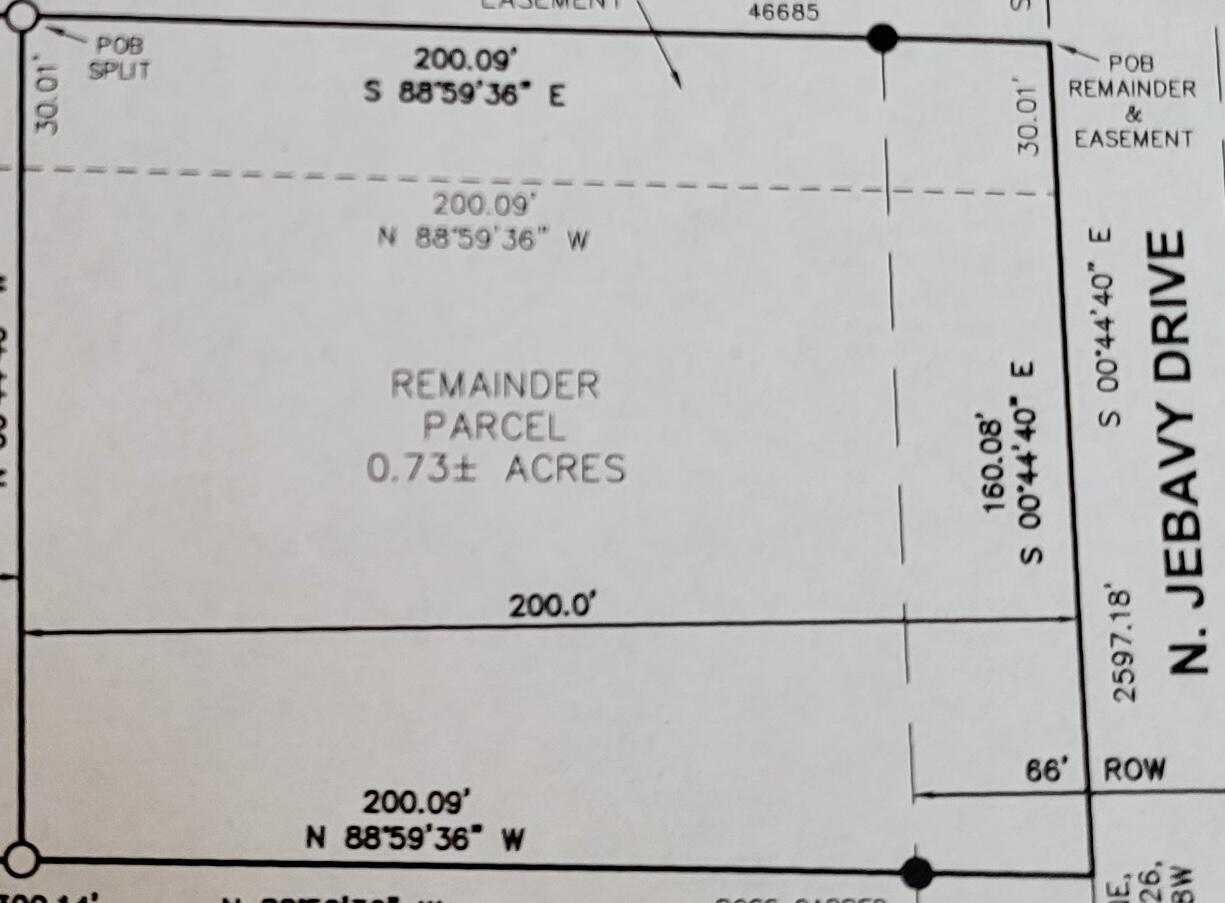 EASEMENT
46685
POB
SPLIT
30.01'
200.09'
S 88°59'36" E
30.01'
POB
REMAINDER
&
EASEMENT
200.09'
N 88°59'36" W
REMAINDER
PARCEL
0.73± ACRES
160.08'
S 00°44'40" E
S 00°44'40" E
2597.18'
N. JEBAVY DRIVE
200.0'
66' ROW
200.09'
N 88°59'36" W
26,